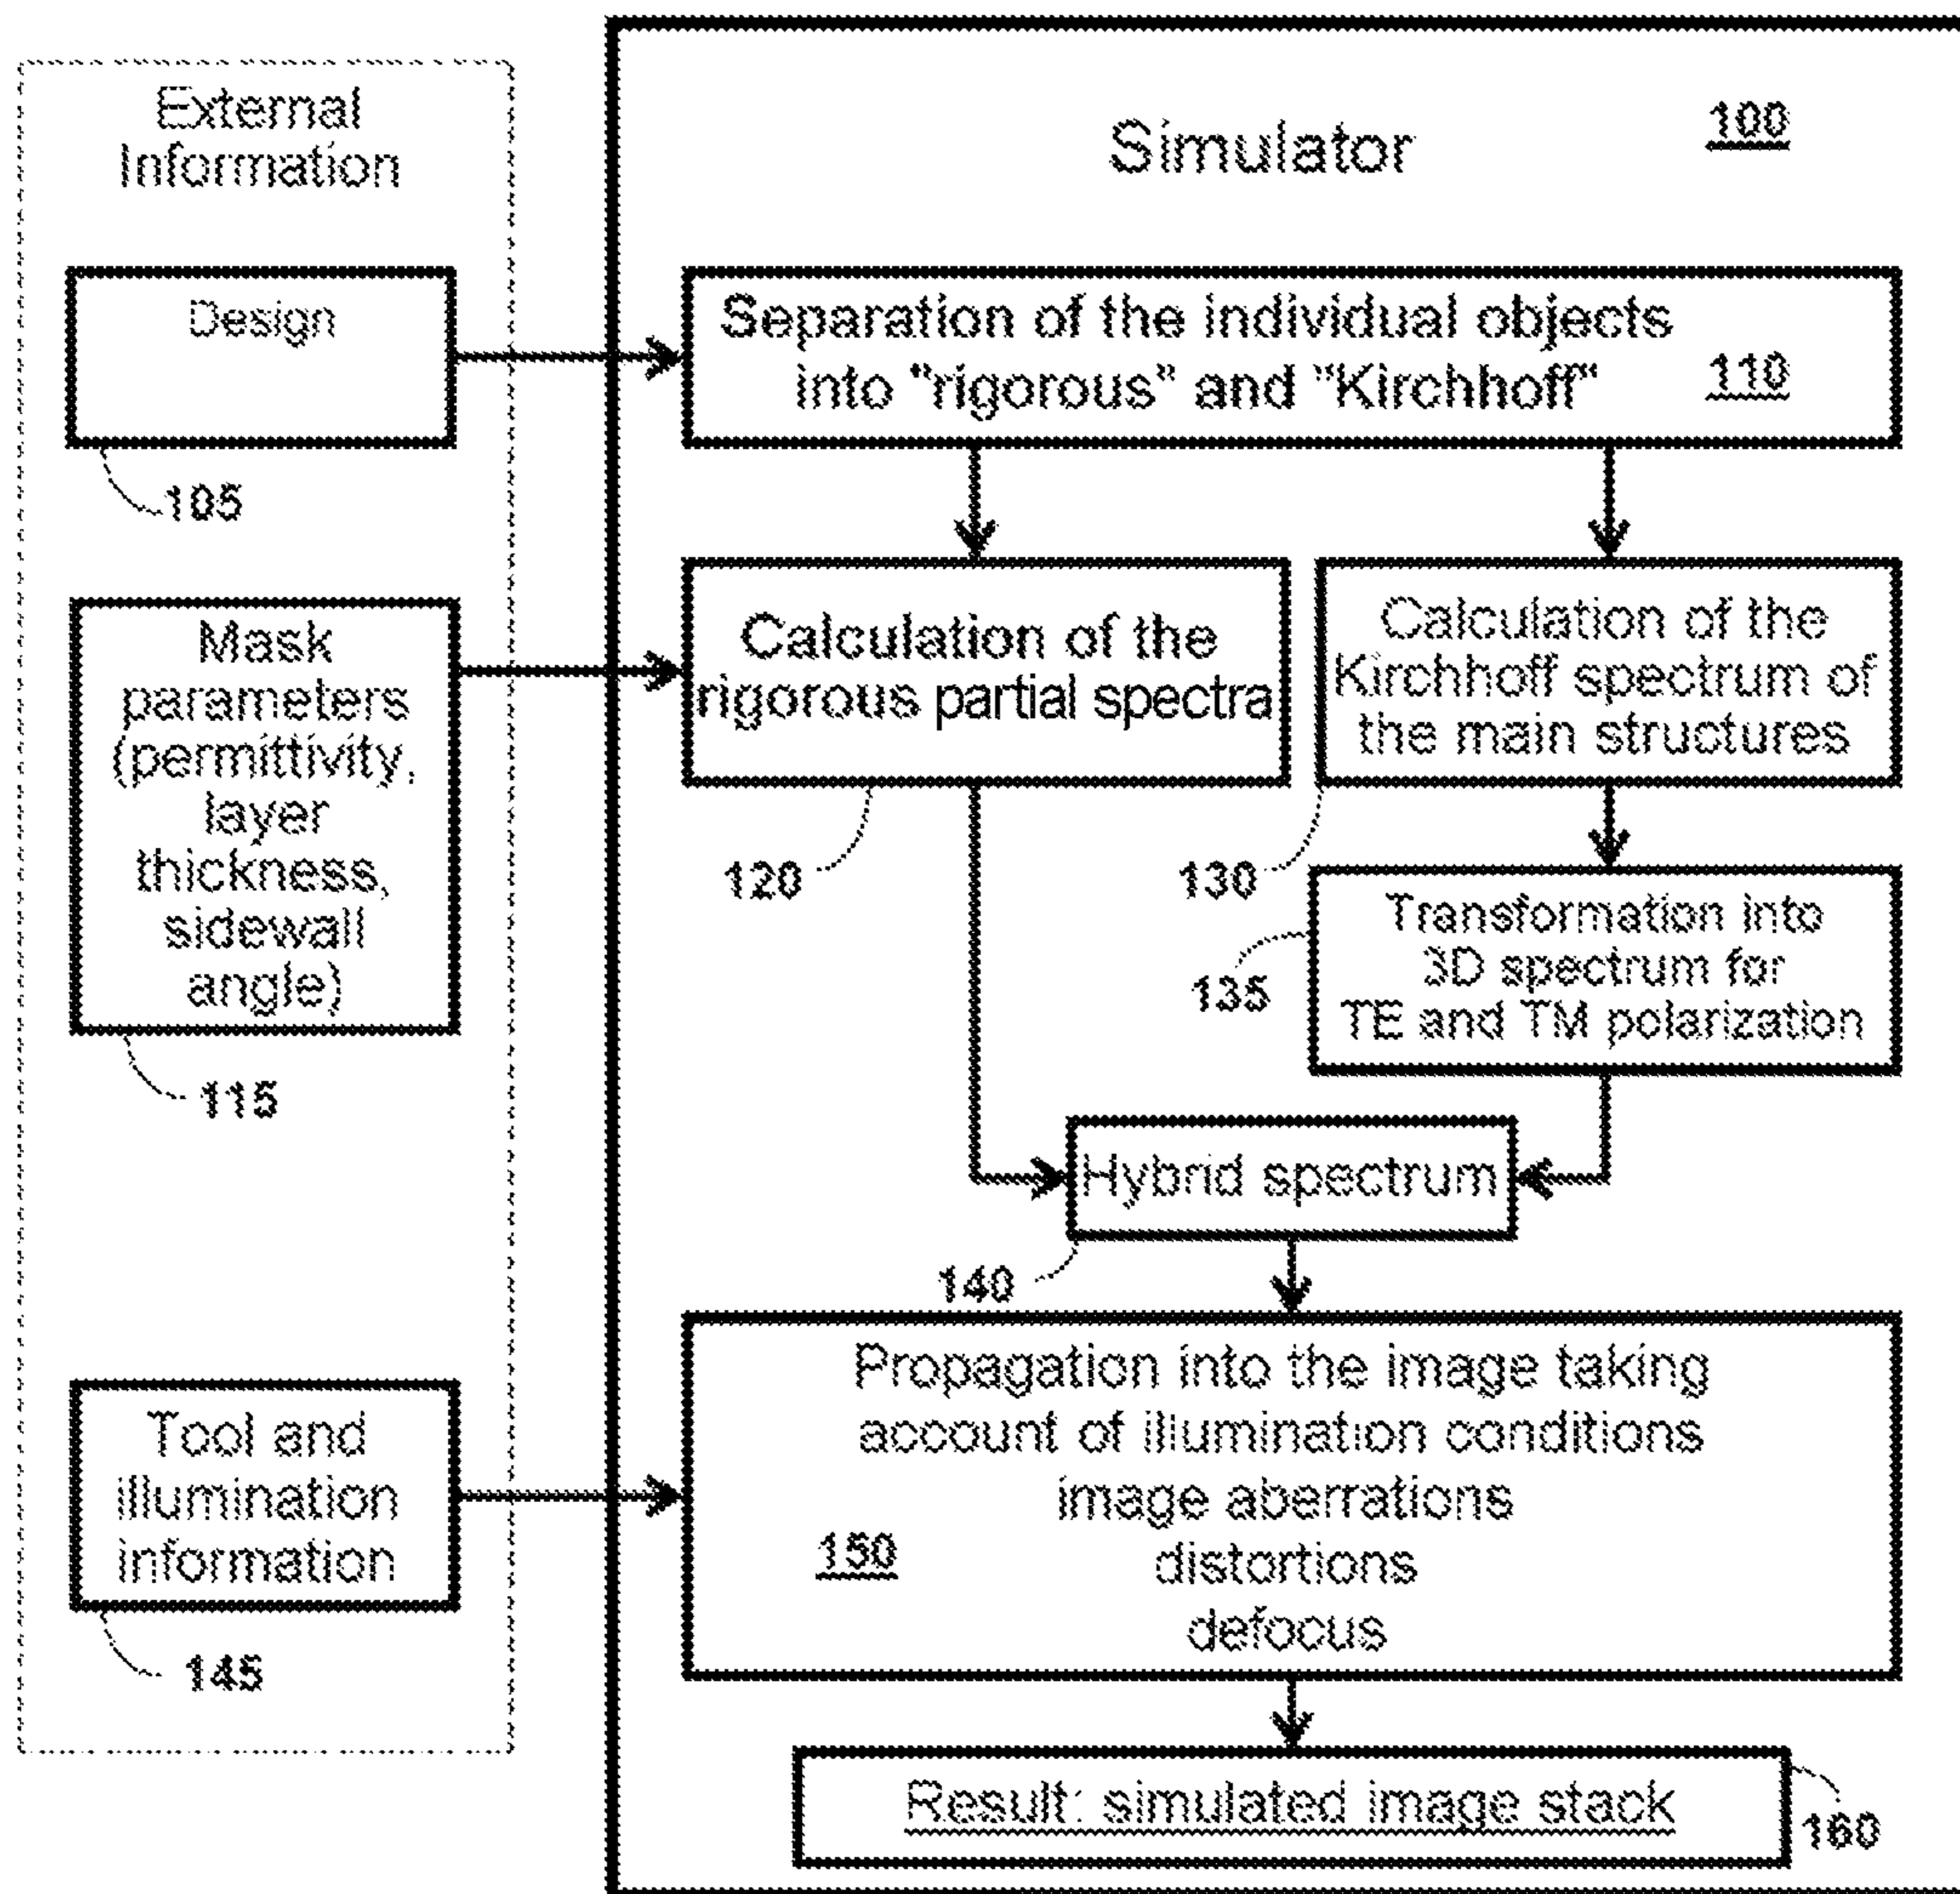 External
Information
Simulator
100
Design
105
Separation of the individual objects
into "rigorous" and "Kirchhoff"
110
Mask
parameters
(permittivity,
layer
thickness,
sidewall
angle)
115
Calculation of the
rigorous partial spectra
120
Calculation of the
Kirchhoff spectrum of
the main structures
130
Transformation into
3D spectrum for
TE and TM polarization
135
Hybrid spectrum
140
Tool and
illumination
information
145
Propagation into the image taking
account of illumination conditions
image aberrations
distortions
defocus
150
Result: simulated image stack
160